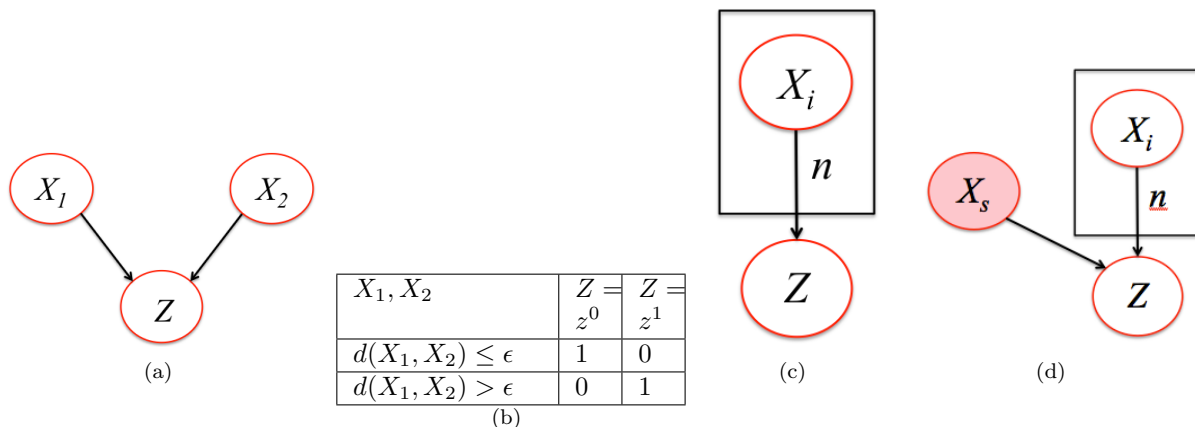 X₁
X₂
Z
(a)
X₁, X₂ Z = z⁰ Z = z¹
d(X₁, X₂) ≤ ϵ 1 0
d(X₁, X₂) > ϵ 0 1
(b)
Xᵢ
n
Z
(c)
Xₛ
Xᵢ
n
Z
(d)